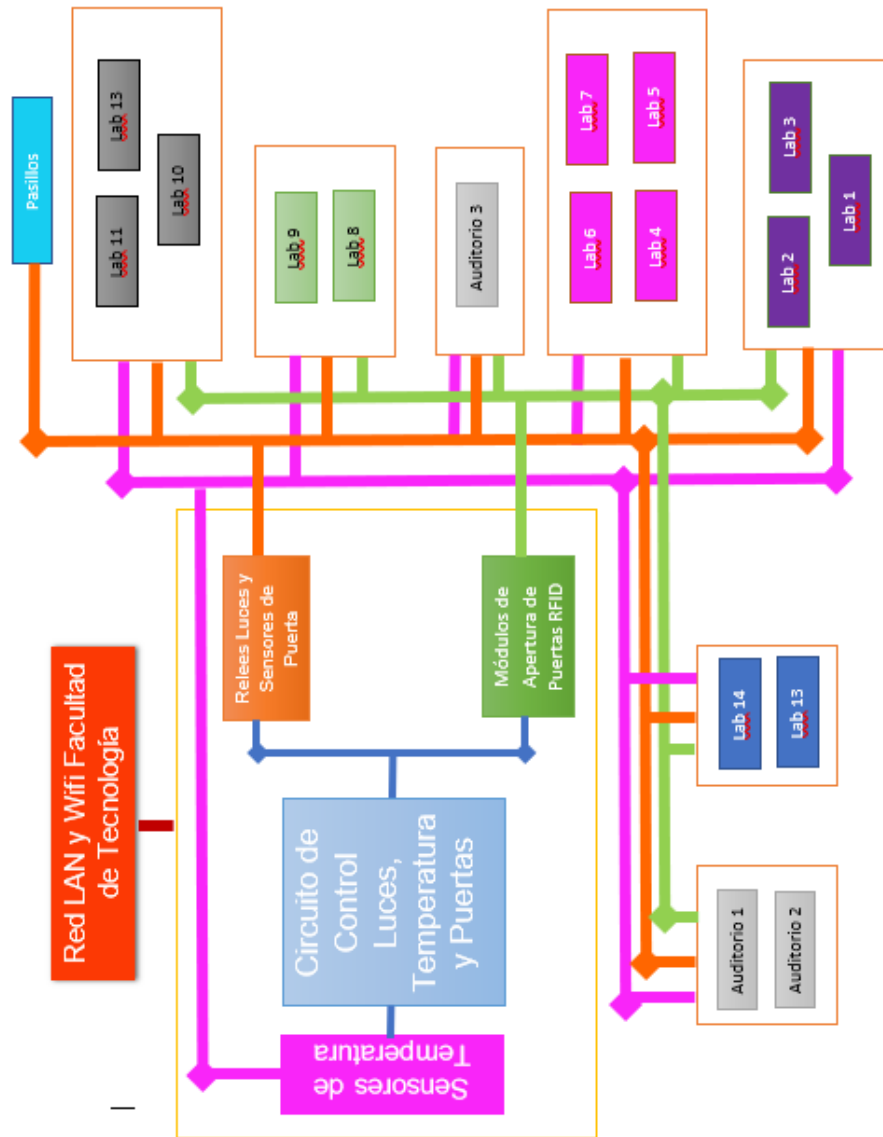 Red LAN y Wifi Facultad
de Tecnología
Sensores de
Temperatura
Circuito de
Control
Luces,
Temperatura
y Puertas
Relees Luces y
Sensores de
Puerta
Módulos de
Apertura de
Puertas RFID
Pasillos
Lab 11
Lab 13
Lab 10
Lab 9
Lab 8
Auditorio 3
Lab 6
Lab 7
Lab 4
Lab 5
Lab 2
Lab 3
Lab 1
Auditorio 1
Auditorio 2
Lab 14
Lab 13